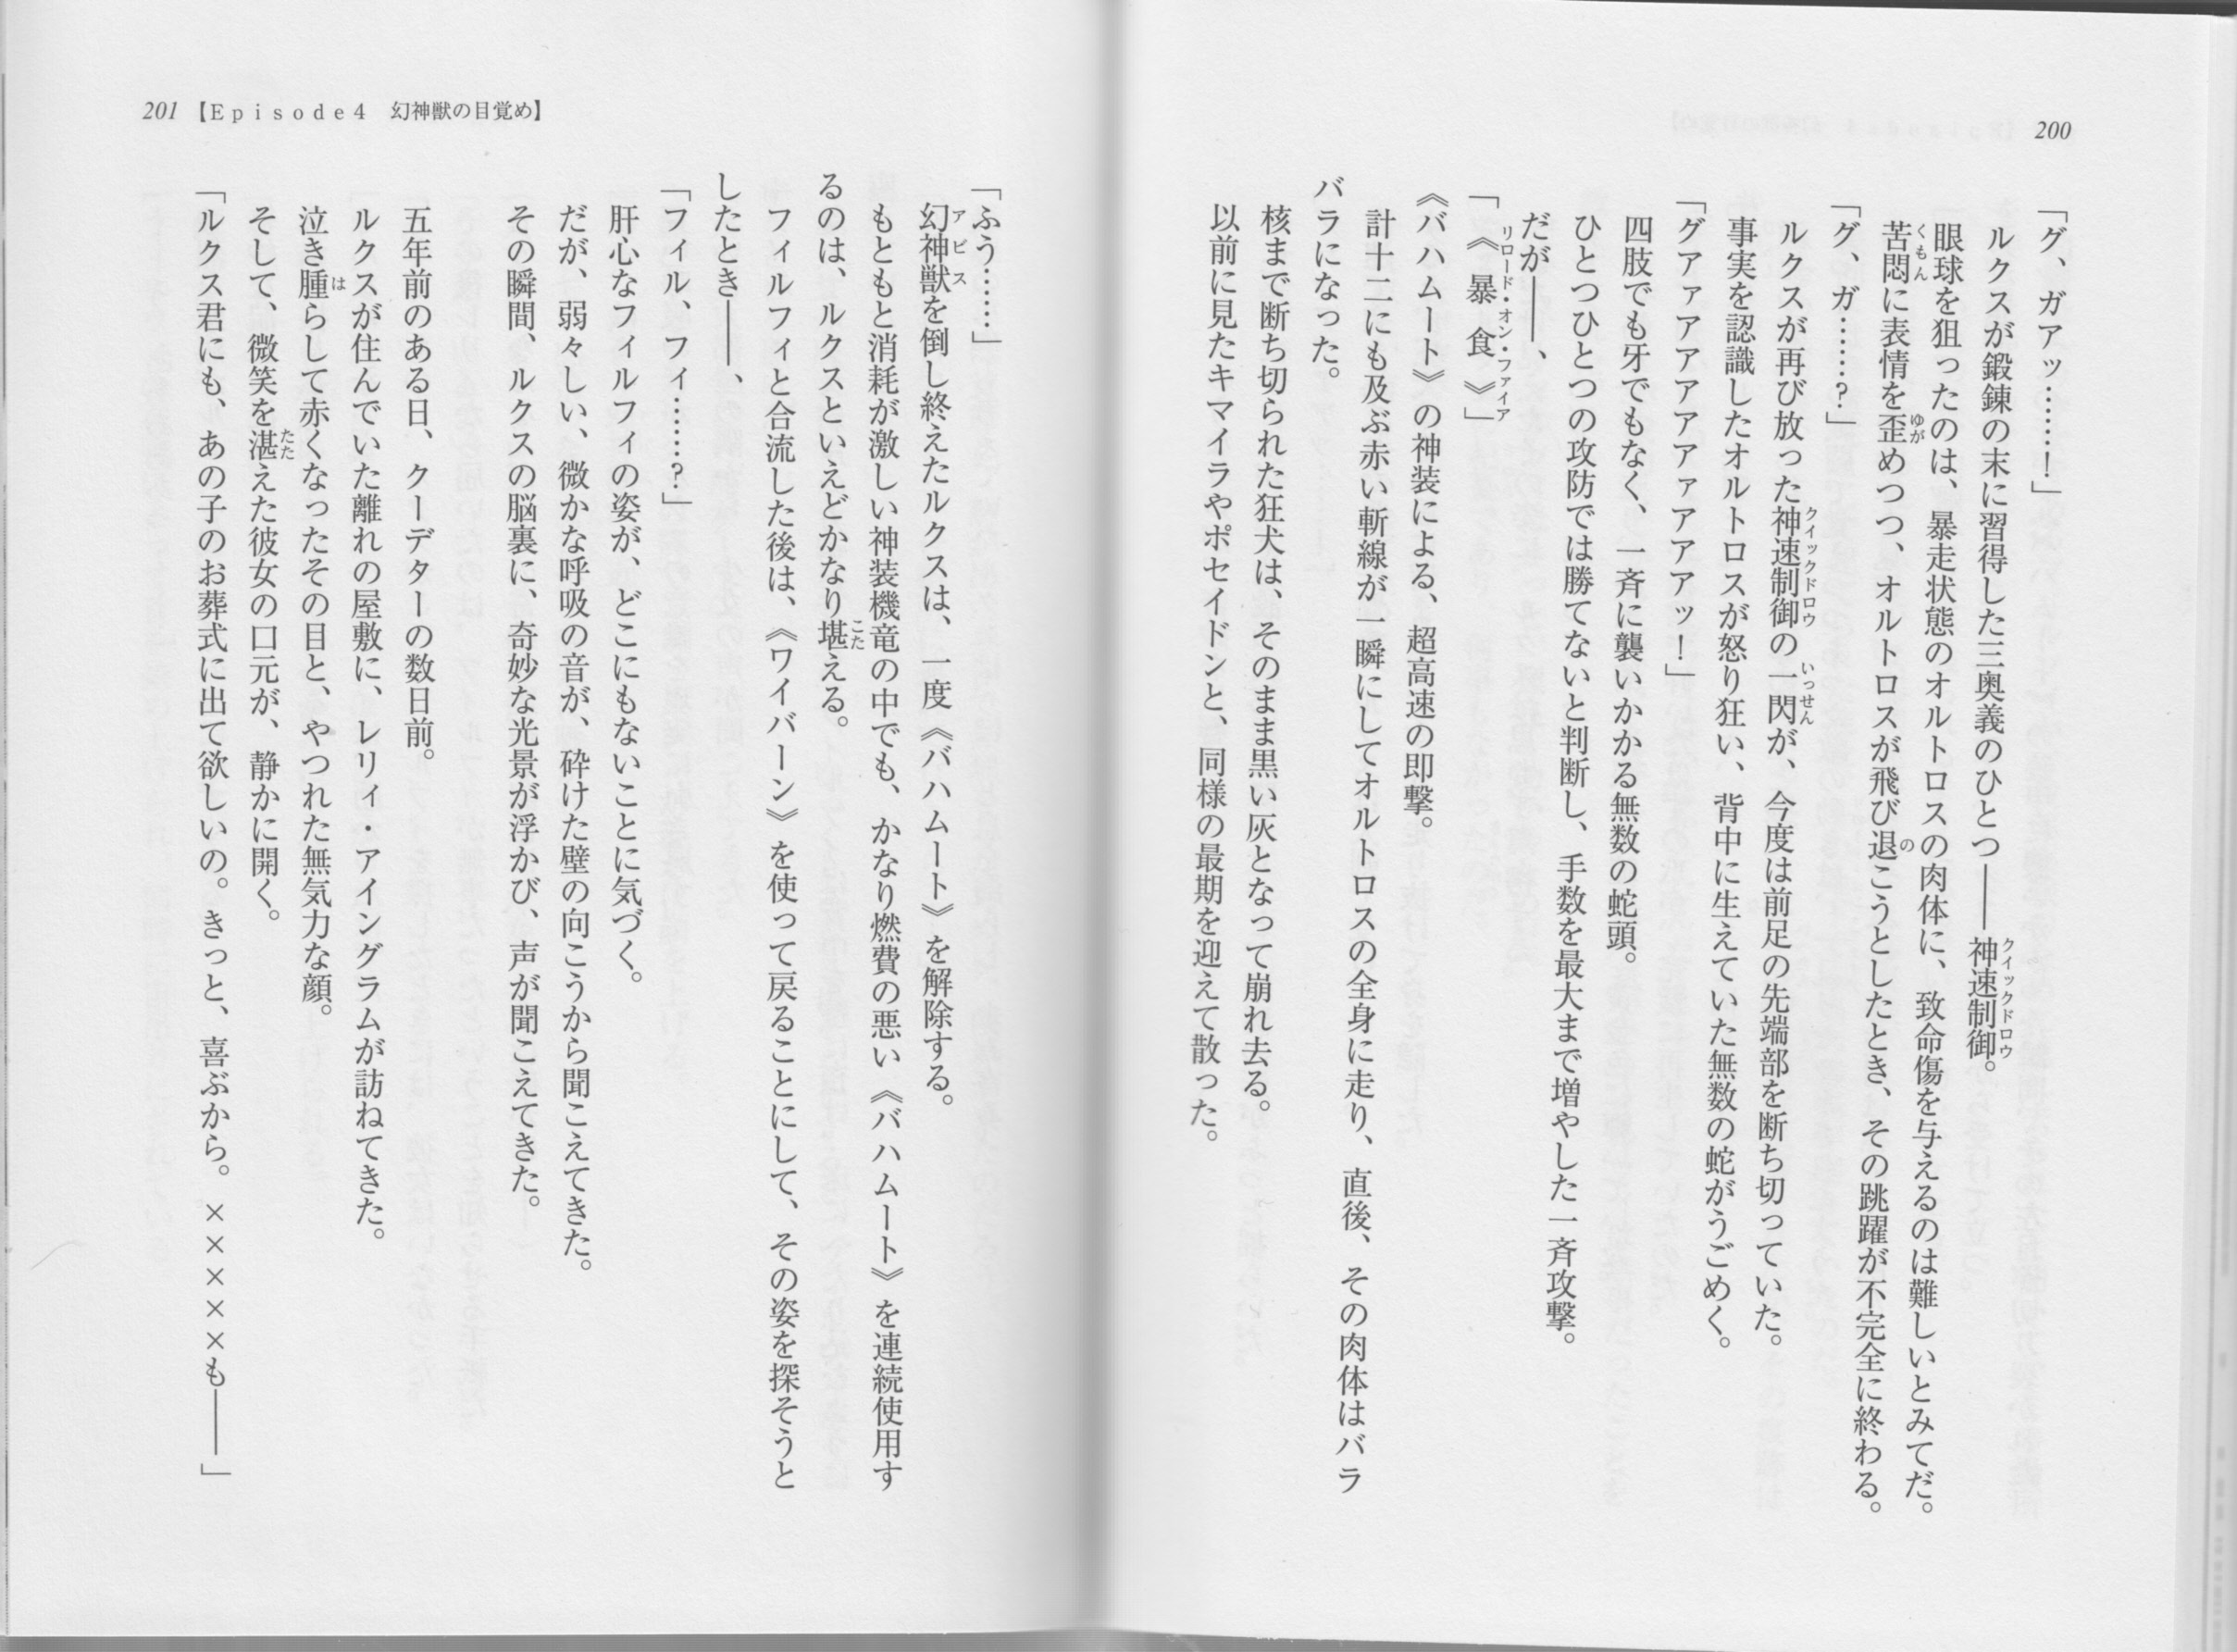 200
「グ、ガアッ……！」
ルクスが鍛錬の末に習得した三奥義のひとつ――神速制御。
眼球を狙ったのは、暴走状態のオルトロスの肉体に、致命傷を与えるのは難しいとみてだ。
苦悶に表情を歪めつつ、オルトロスが飛び退こうとしたとき、その跳躍が不完全に終わる。
「グ、ガ……？」
ルクスが再び放った神速制御の一閃が、今度は前足の先端部を断ち切っていた。
事実を認識したオルトロスが怒り狂い、背中に生えていた無数の蛇がうごめく。
「グァァアアアアァァアアアッ！」
四肢でも牙でもなく、一斉に襲いかかる無数の蛇頭。
ひとつひとつの攻防では勝てないと判断し、手数を最大まで増やした一斉攻撃。
だが――、
「《暴食》」
《バハムート》の神装による、超高速の即撃。
計十二にも及ぶ赤い斬線が一瞬にしてオルトロスの全身に走り、直後、その肉体はバラ
バラになった。
核まで断ち切られた狂犬は、そのまま黒い灰となって崩れ去る。
以前に見たキマイラやポセイドンと、同様の最期を迎えて散った。
201【Episode4 幻神獣の目覚め】
「ふう……」
幻神獣を倒し終えたルクスは、一度《バハムート》を解除する。
もともと消耗が激しい神装機竜の中でも、かなり燃費の悪い《バハムート》を連続使用す
るのは、ルクスといえどかなり堪える。
フィルフィと合流した後は、《ワイバーン》を使って戻ることにして、その姿を探そうと
したとき――、
「フィル、フィ……？」
肝心なフィルフィの姿が、どこにもないことに気づく。
だが、弱々しい、微かな呼吸の音が、砕けた壁の向こうから聞こえてきた。
その瞬間、ルクスの脳裏に、奇妙な光景が浮かび、声が聞こえてきた。
五年前のある日、クーデターの数日前。
ルクスが住んでいた離れの屋敷に、レリィ・アイングラムが訪ねてきた。
泣き腫らして赤くなったその目と、やつれた無気力な顔。
そして、微笑を湛えた彼女の口元が、静かに開く。
「ルクス君にも、あの子のお葬式に出て欲しいの。きっと、喜ぶから。×××××も――」